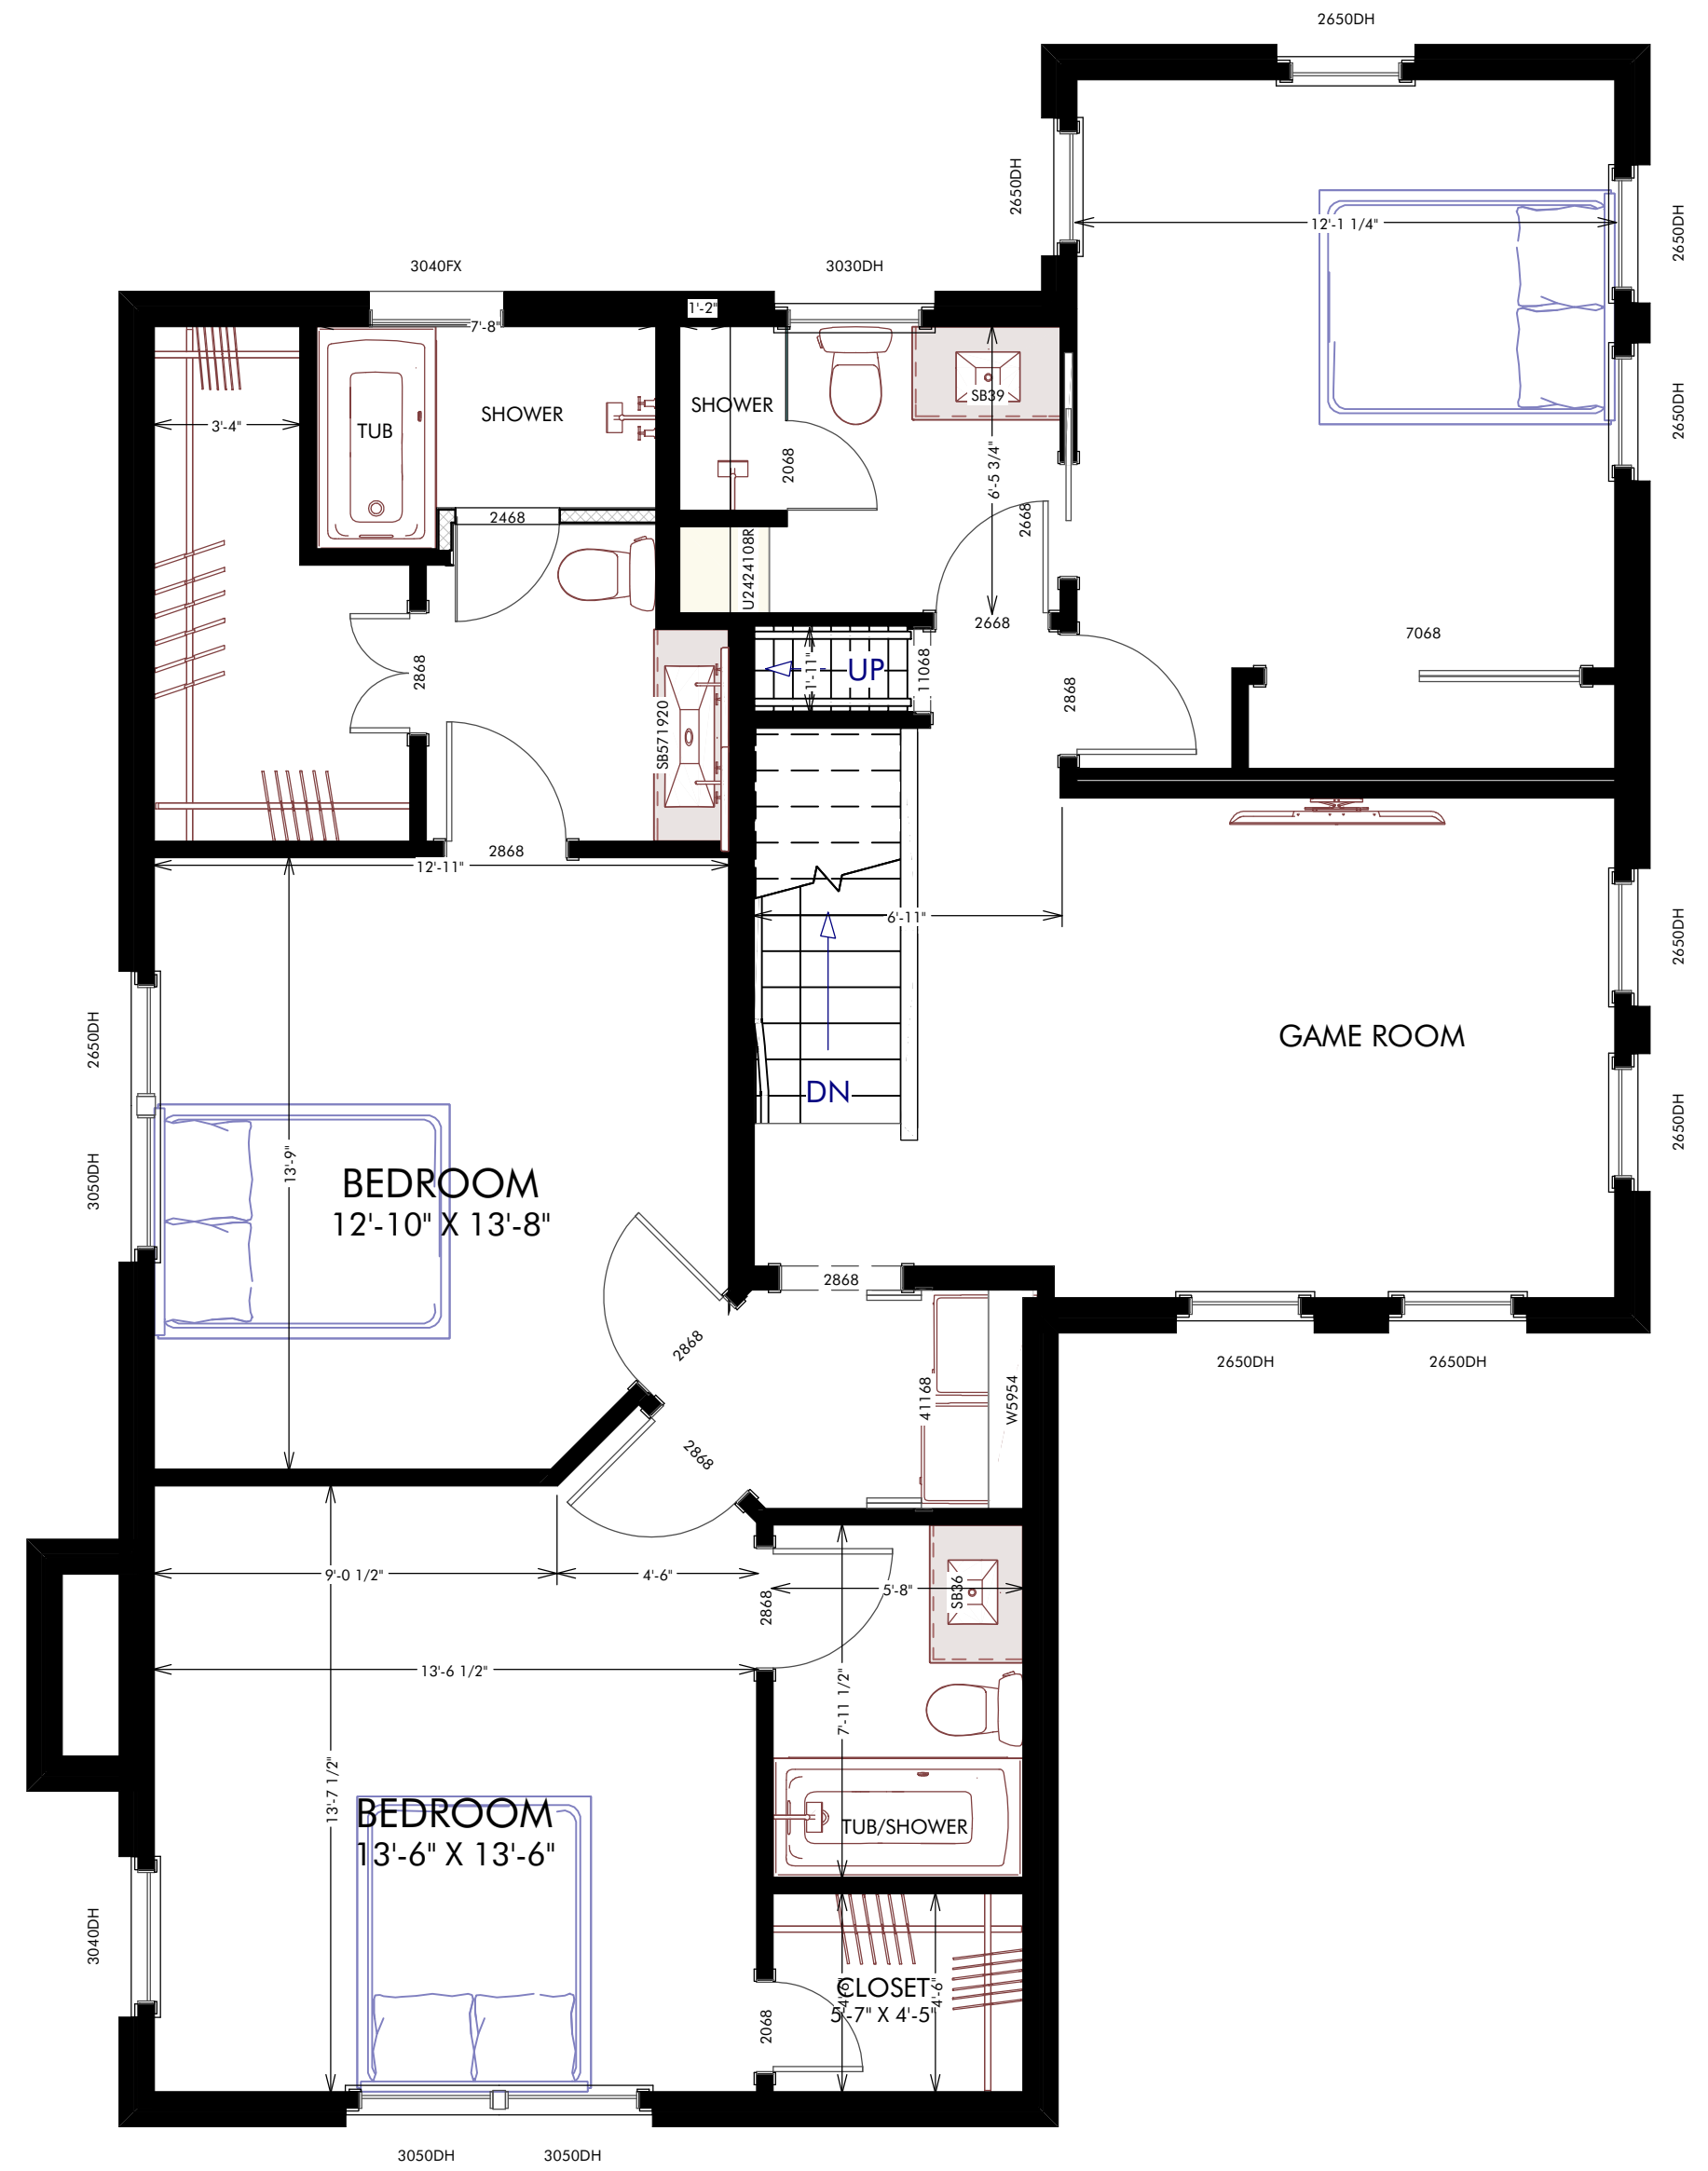 2650DH
2650DH
12'-1 1/4"
2650DH
2650DH
3040FX
3030DH
7'-8"
1'-2"
3'-4"
TUB
SHOWER
SHOWER
SB39
2068
6'-5 3/4"
2468
2668
U2424108R
2668
7068
2868
UP
1'-11"
11068
2868
SB571920
2868
12'-11"
6'-11"
2650DH
2650DH
GAME ROOM
DN
2650DH
3050DH
13'-9"
BEDROOM
12'-10" X 13'-8"
2650DH
2868
2868
2868
41168
W5954
2650DH
2650DH
9'-0 1/2"
4'-6"
2868
5'-8"
SB36
13'-6 1/2"
7'-11 1/2"
13'-7 1/2"
BEDROOM
13'-6" X 13'-6"
TUB/SHOWER
3040DH
CLOSET
5'-7" X 4'-5"
4'-6"
4'-6"
2068
3050DH
3050DH